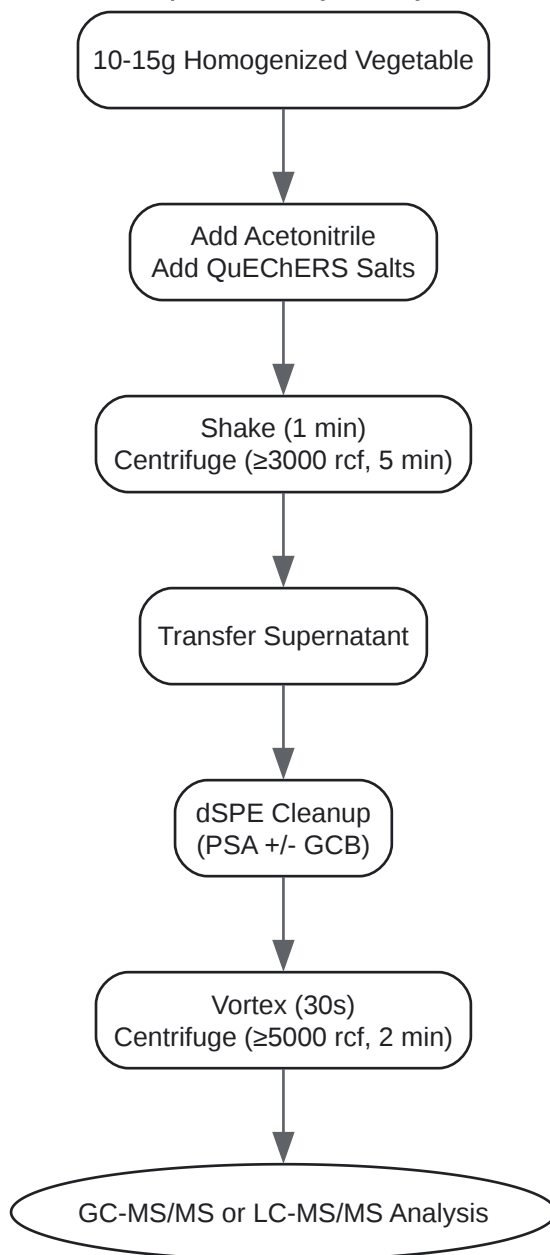 10-15g Homogenized Vegetable
Add Acetonitrile
Add QuEChERS Salts
Shake (1 min)
Centrifuge (≥3000 rcf, 5 min)
Transfer Supernatant
dSPE Cleanup
(PSA +/- GCB)
Vortex (30s)
Centrifuge (≥5000 rcf, 2 min)
GC-MS/MS or LC-MS/MS Analysis